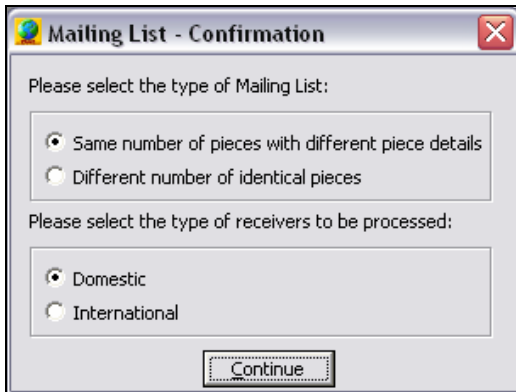 Mailing List - Confirmation
Please select the type of Mailing List:
Same number of pieces with different piece details
Different number of identical pieces
Please select the type of receivers to be processed:
Domestic
International
Continue